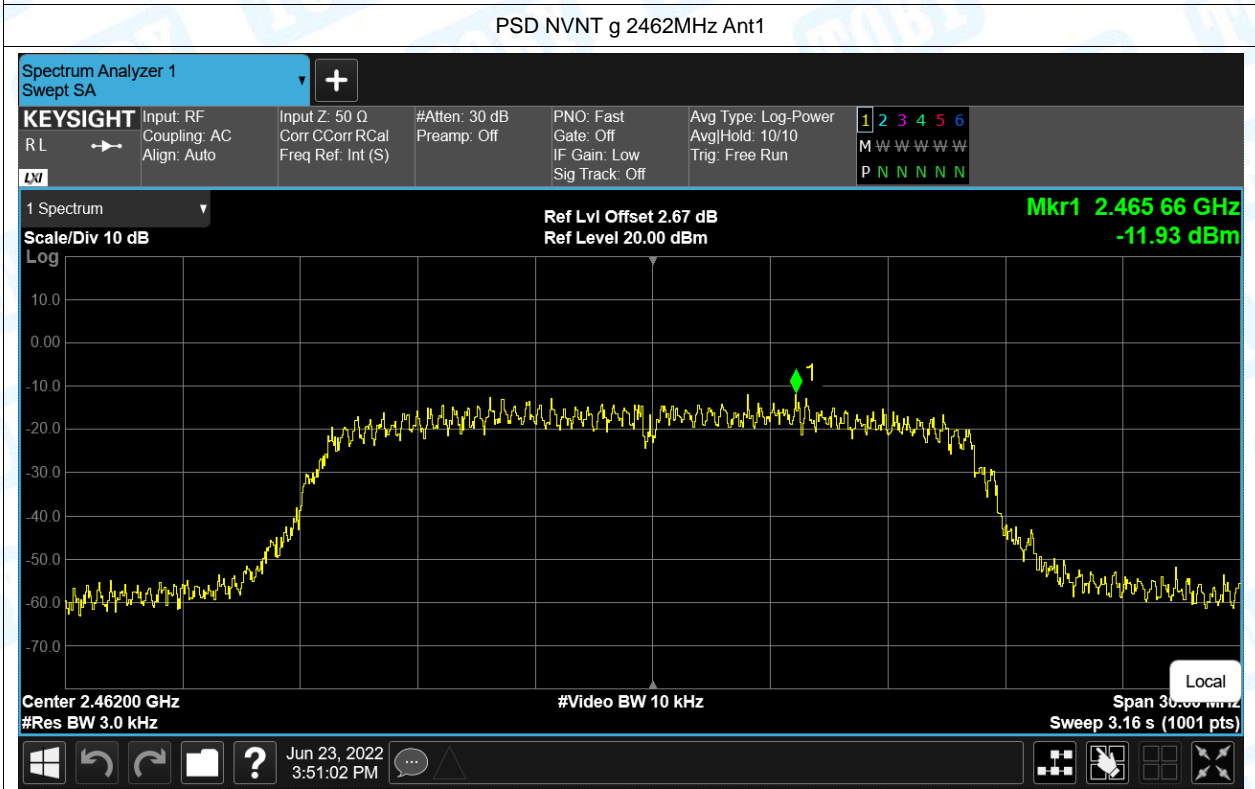 PSD NVNT g 2462MHz Ant1
Spectrum Analyzer 1
Swept SA
KEYSIGHT
R L
LXI
Input: RF
Coupling: AC
Align: Auto
Input Z: 50 Ω
Corr CCorr RCal
Freq Ref: Int (S)
#Atten: 30 dB
Preamp: Off
PNO: Fast
Gate: Off
IF Gain: Low
Sig Track: Off
Avg Type: Log-Power
Avg|Hold: 10/10
Trig: Free Run
1 2 3 4 5 6
M W W W W W
P N N N N N
1 Spectrum
Scale/Div 10 dB
Ref Lvl Offset 2.67 dB
Ref Level 20.00 dBm
Mkr1 2.465 66 GHz
-11.93 dBm
Log
10.0
0.00
-10.0
-20.0
-30.0
-40.0
-50.0
-60.0
-70.0
1
Center 2.46200 GHz
#Res BW 3.0 kHz
#Video BW 10 kHz
Local
Span 30.00 MHz
Sweep 3.16 s (1001 pts)
?
Jun 23, 2022
3:51:02 PM